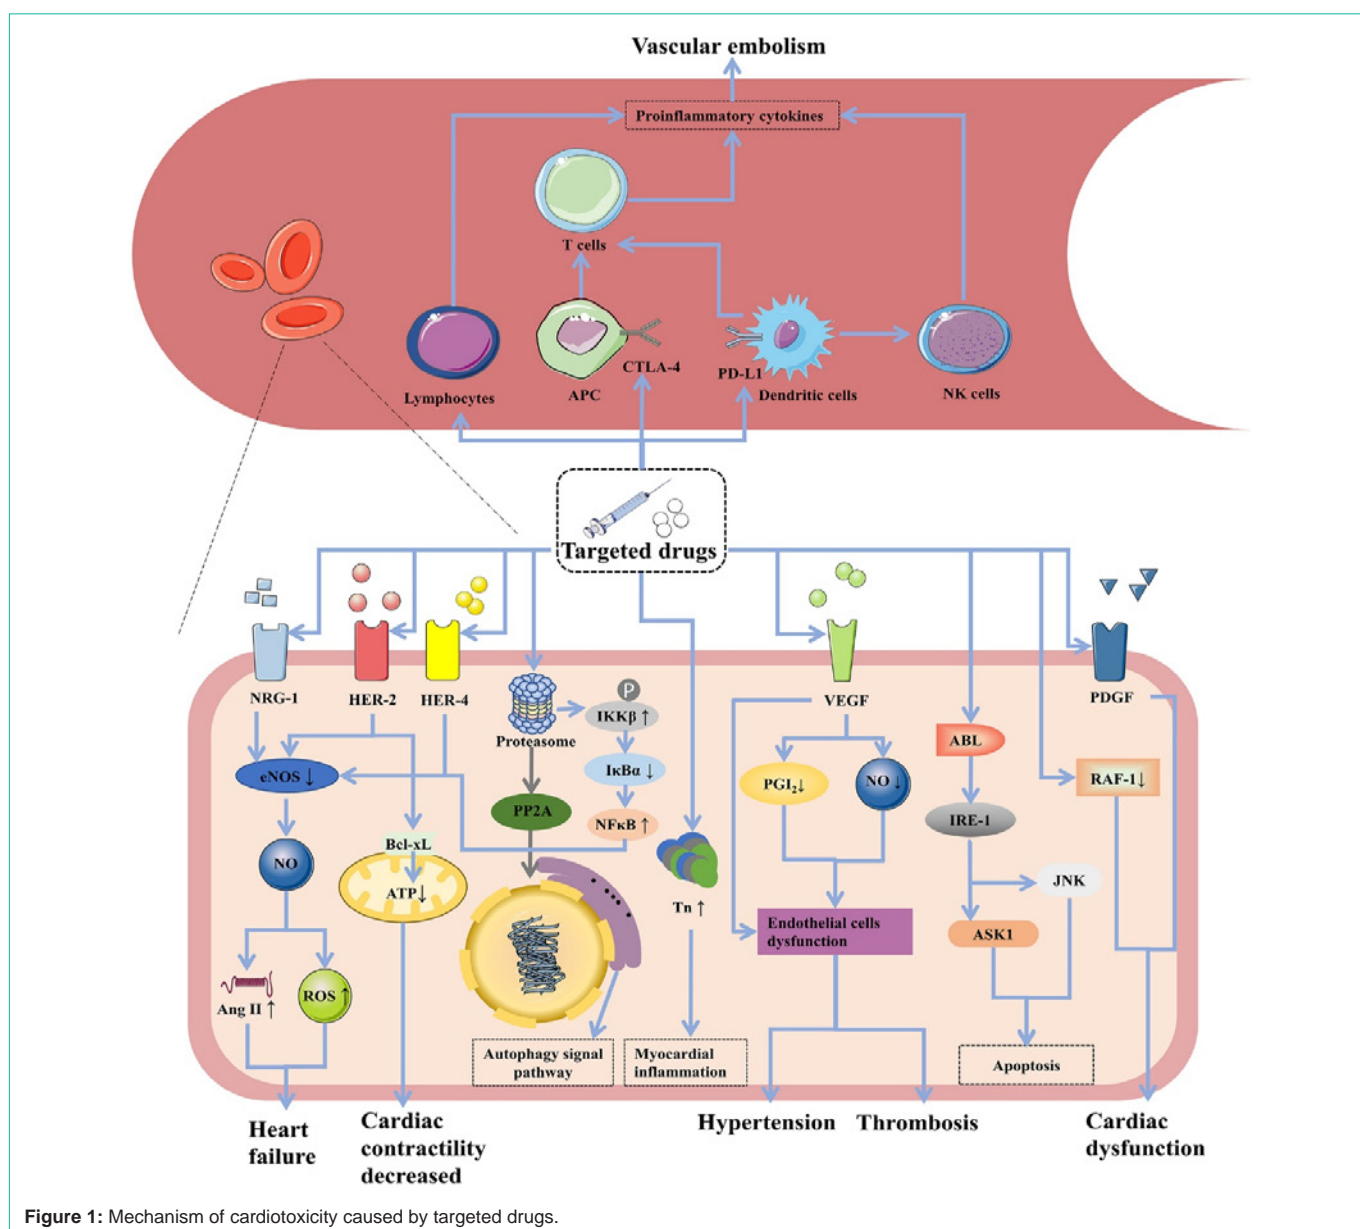 Vascular embolism
Proinflammatory cytokines
T cells
CTLA-4
PD-L1
Lymphocytes
APC
Dendritic cells
NK cells
Targeted drugs
NRG-1
HER-2
HER-4
VEGF
PDGF
P
IKKβ ↑
Proteasome
ABL
eNOS ↓
IκBα ↓
PGI₂↓
NO ↓
RAF-1↓
PP2A
NFκB ↑
IRE-1
Bcl-xL
NO
ATP↓
JNK
Tn ↑
Endothelial cells
dysfunction
ASK1
Ang II ↑
ROS ↑
Autophagy signal
pathway
Myocardial
inflammation
Apoptosis
Heart
failure
Cardiac
contractility
decreased
Hypertension
Thrombosis
Cardiac
dysfunction
Figure 1: Mechanism of cardiotoxicity caused by targeted drugs.